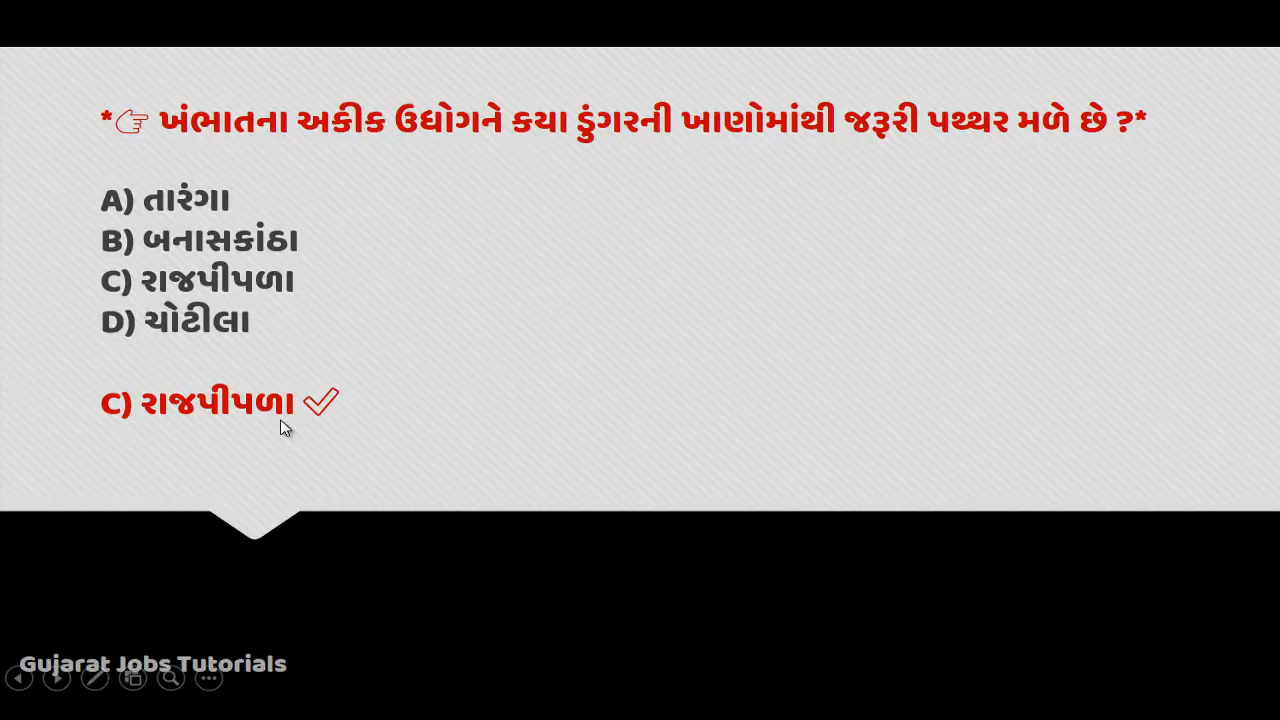 *👉 ખંભાતના અકીક ઉધોગને કયા ડુંગરની ખાણોમાંથી જરૂરી પથ્થર મળે છે ?*
A) તારંગા
B) બનાસકાંઠા
C) રાજપીપળા
D) ચોટીલા
C) રાજપીપળા ✓
Gujarat Jobs Tutorials